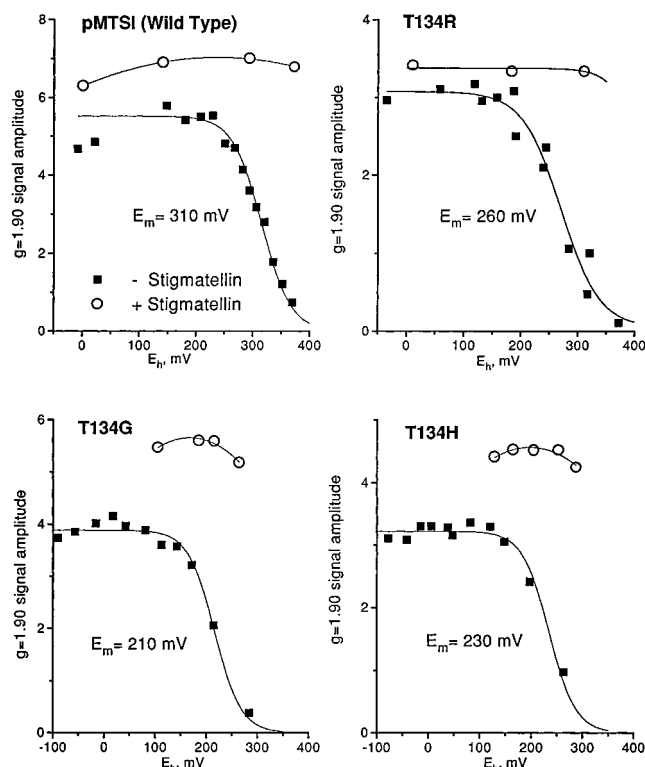 pMTSI (Wild Type)
g=1.90 signal amplitude
8
6
4
2
0
E_m= 310 mV
- Stigmatellin
+ Stigmatellin
0 100 200 300 400
E_h, mV
T134R
g=1.90 signal amplitude
4
2
0
E_m= 260 mV
0 100 200 300 400
E_h, mV
T134G
g=1.90 signal amplitude
6
4
2
0
E_m= 210 mV
-100 0 100 200 300 400
E_h, mV
T134H
g=1.90 signal amplitude
4
2
0
E_m= 230 mV
-100 0 100 200 300 400
E_h, mV